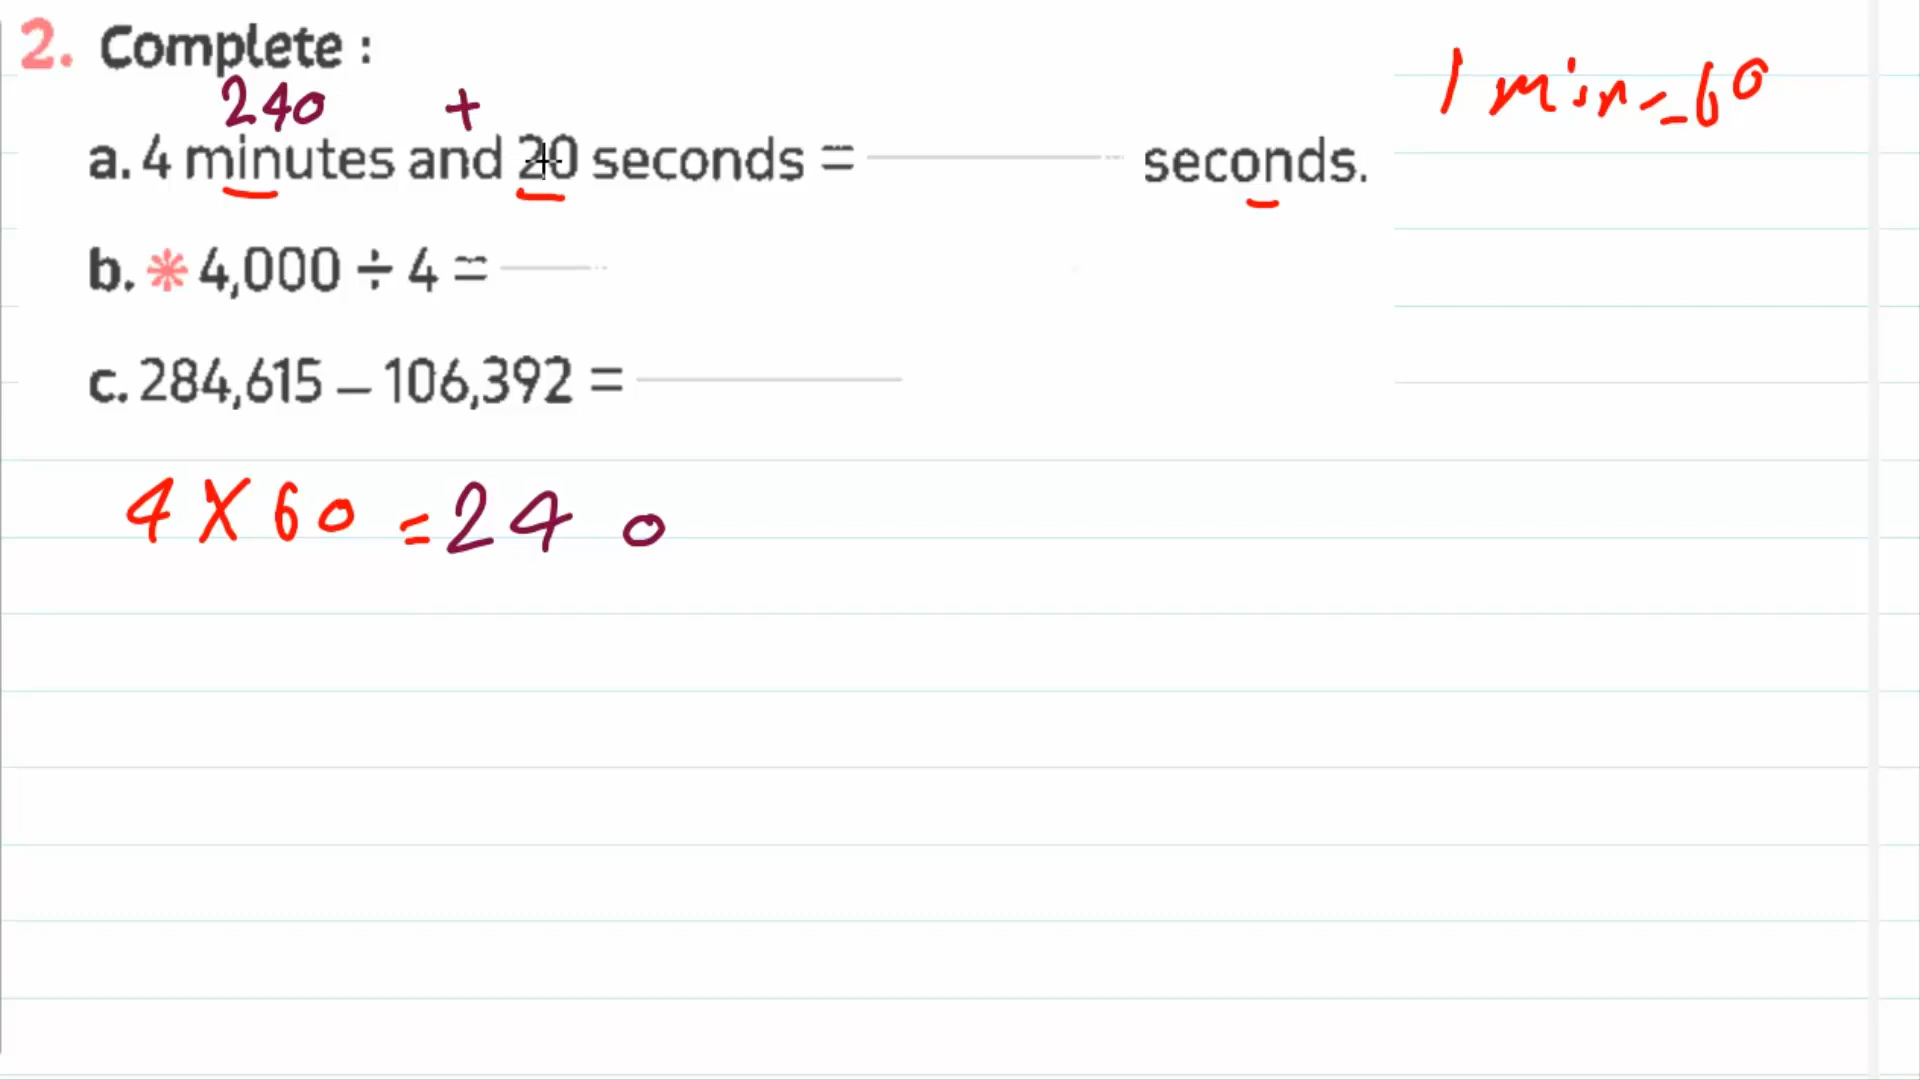 2. Complete :
1 min = 60
240 +
a. 4 minutes and 20 seconds = seconds.
b. * 4,000 ÷ 4 =
c. 284,615 – 106,392 =
4 X 60 = 240